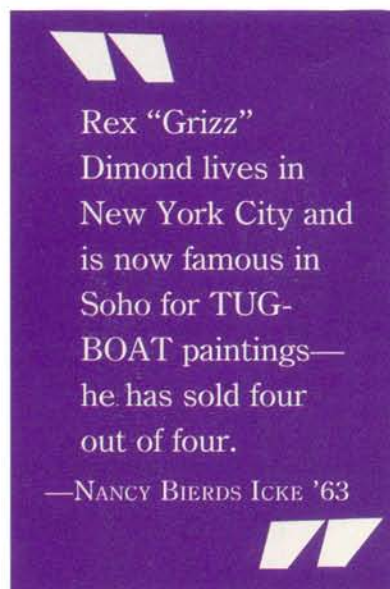 Rex “Grizz”
Dimond lives in
New York City and
is now famous in
Soho for TUG-
BOAT paintings—
he has sold four
out of four.
—NANCY BIERDS ICKE '63